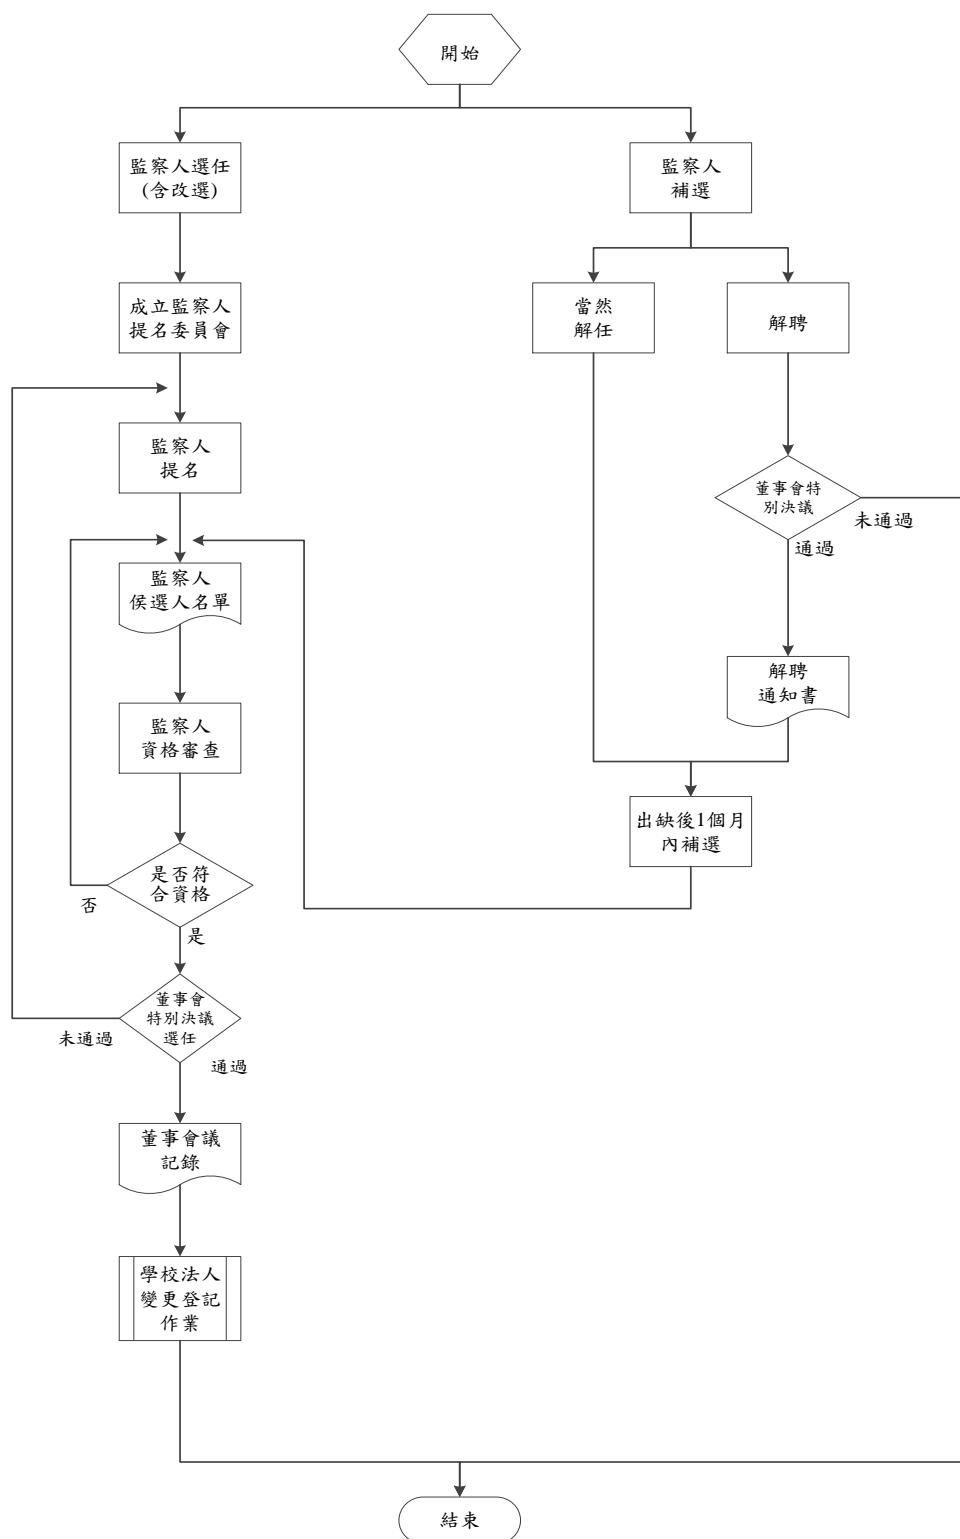 開始
監察人選任
(含改選)
監察人
補選
成立監察人
提名委員會
當然
解任
解聘
監察人
提名
董事會特
別決議
未通過
通過
監察人
侯選人名單
解聘
通知書
監察人
資格審查
出缺後1個月
內補選
是否符
合資格
否
是
董事會
特別決議
選任
未通過
通過
董事會議
記錄
學校法人
變更登記
作業
結束